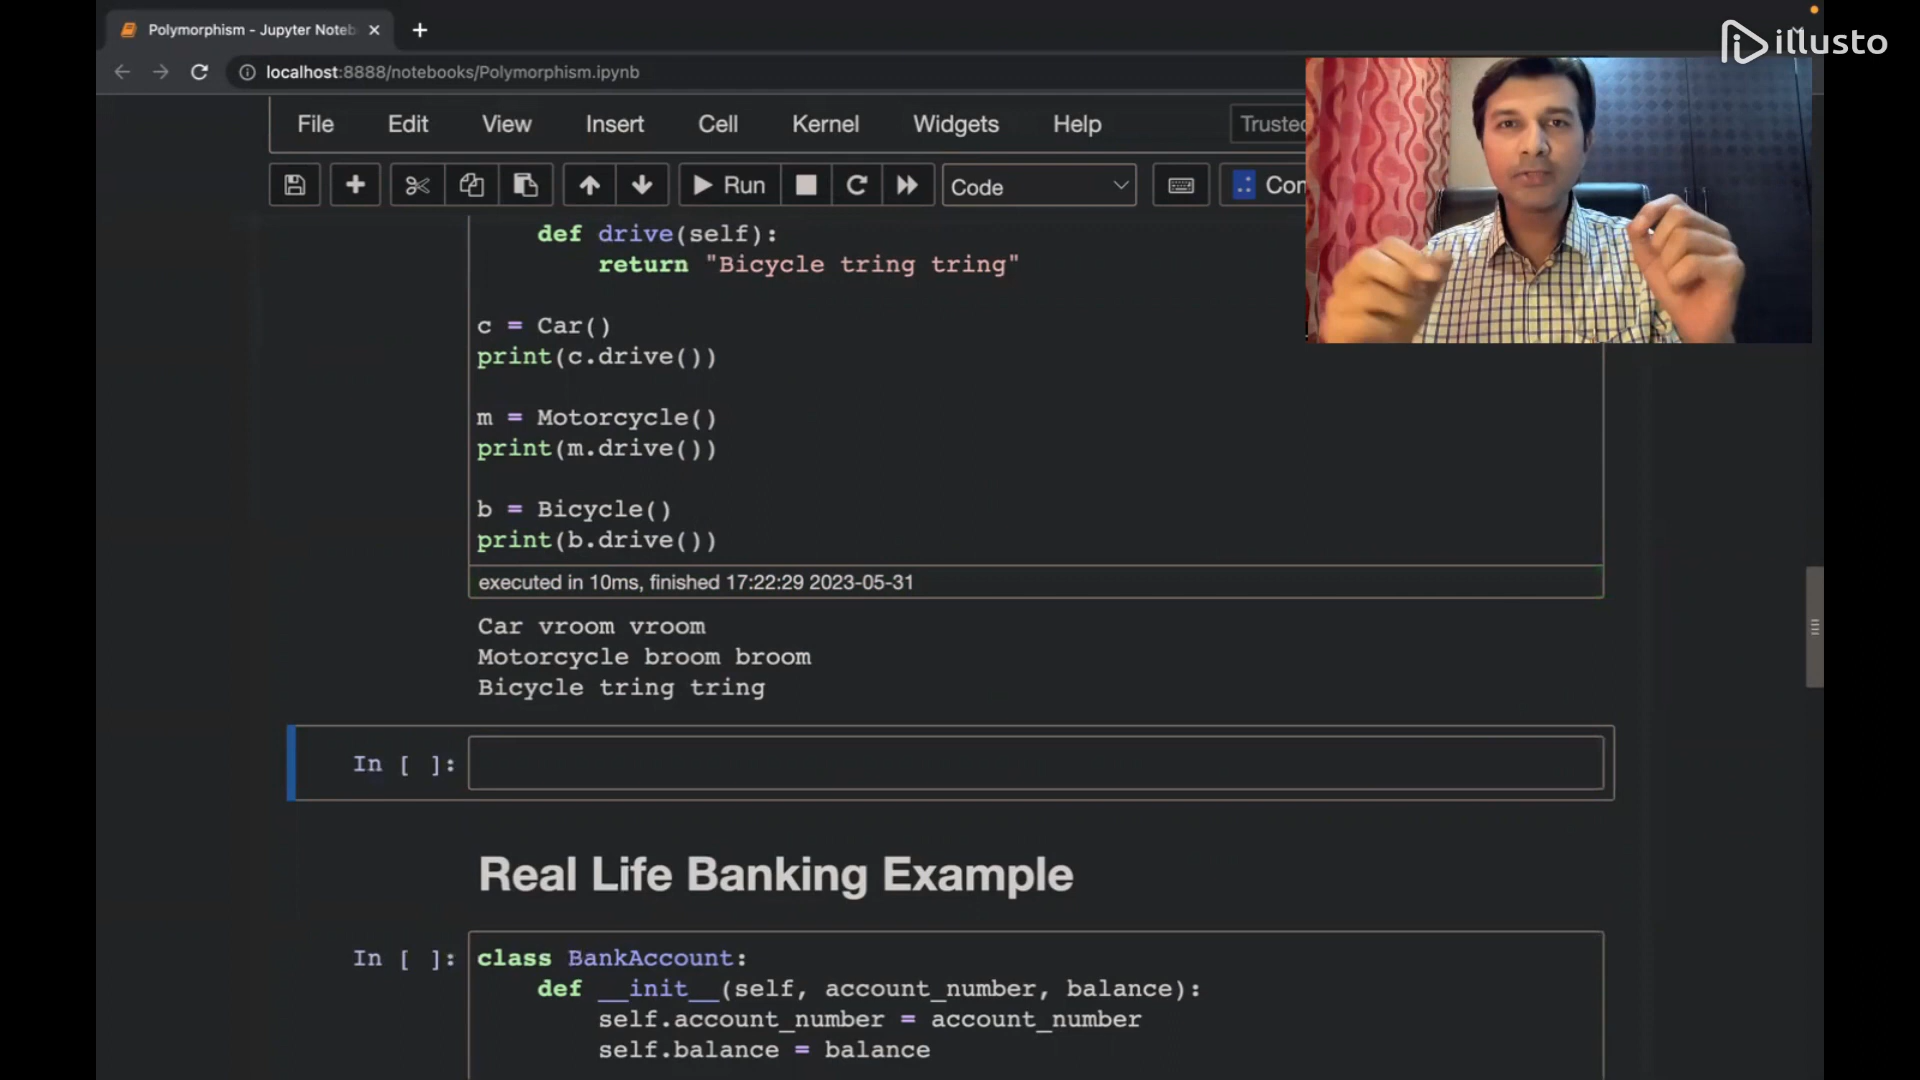 Polymorphism - Jupyter Noteb
illusto
localhost:8888/notebooks/Polymorphism.ipynb
File Edit View Insert Cell Kernel Widgets Help Trusted
Run Code Con
def drive(self):
return "Bicycle tring tring"
c = Car()
print(c.drive())
m = Motorcycle()
print(m.drive())
b = Bicycle()
print(b.drive())
executed in 10ms, finished 17:22:29 2023-05-31
Car vroom vroom
Motorcycle broom broom
Bicycle tring tring
In [ ]:
Real Life Banking Example
In [ ]: class BankAccount:
def __init__(self, account_number, balance):
self.account_number = account_number
self.balance = balance